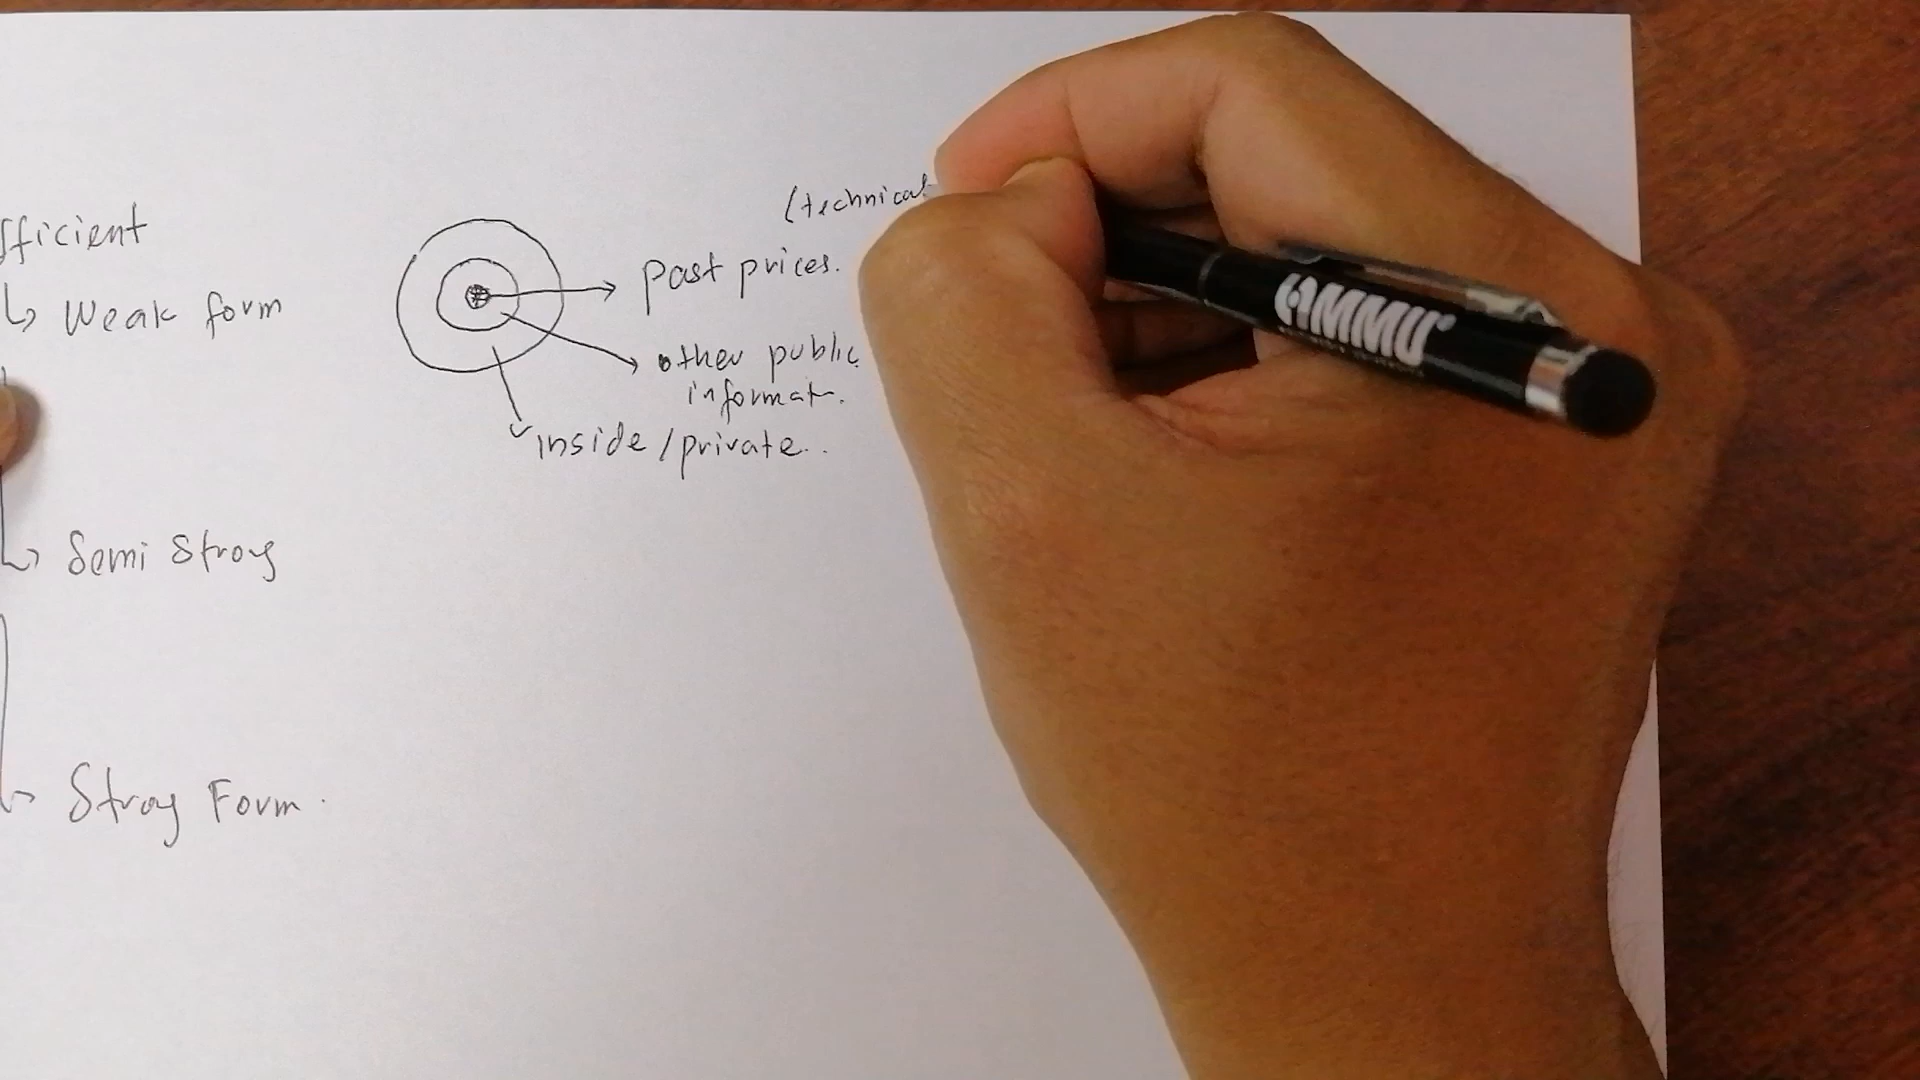 fficient
Weak form
(technical
past prices.
other public
informat.
inside/private..
Semi Strong
Strong Form.
MMU